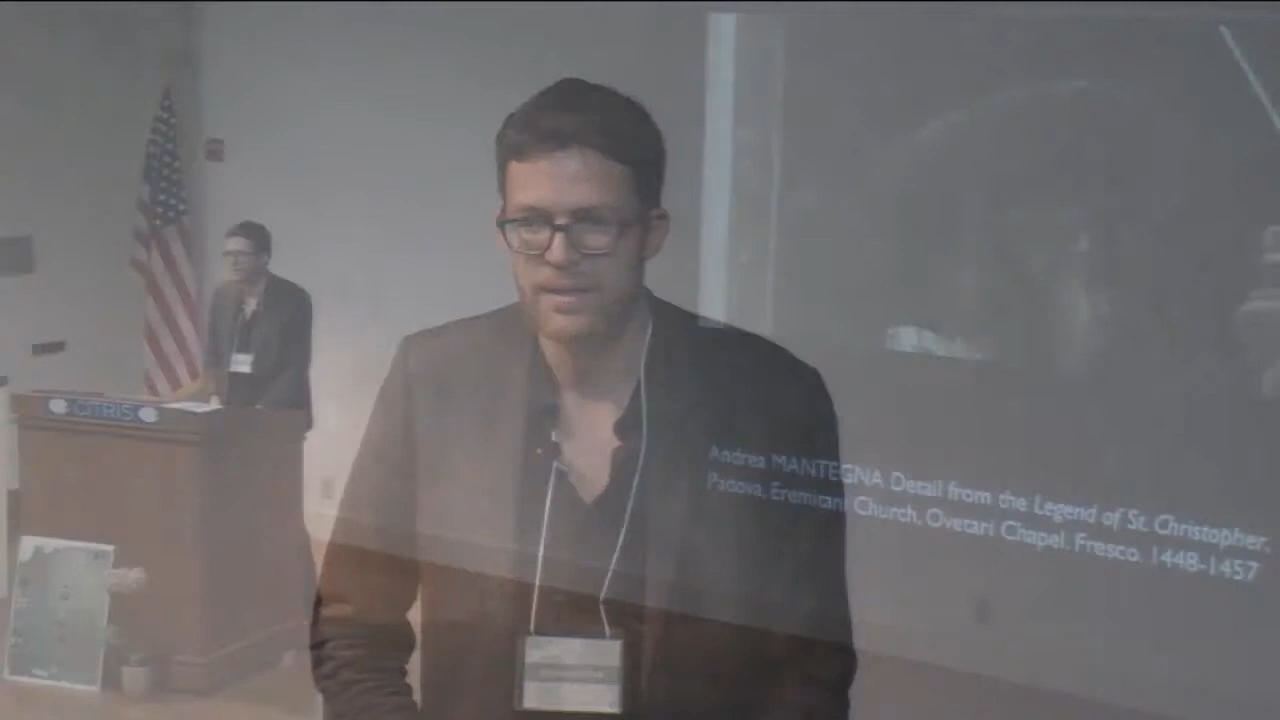 CITRIS
Andrea MANTEGNA Detail from the Legend of St. Christopher,
Padova, Eremitani Church, Ovetari Chapel. Fresco. 1448-1457